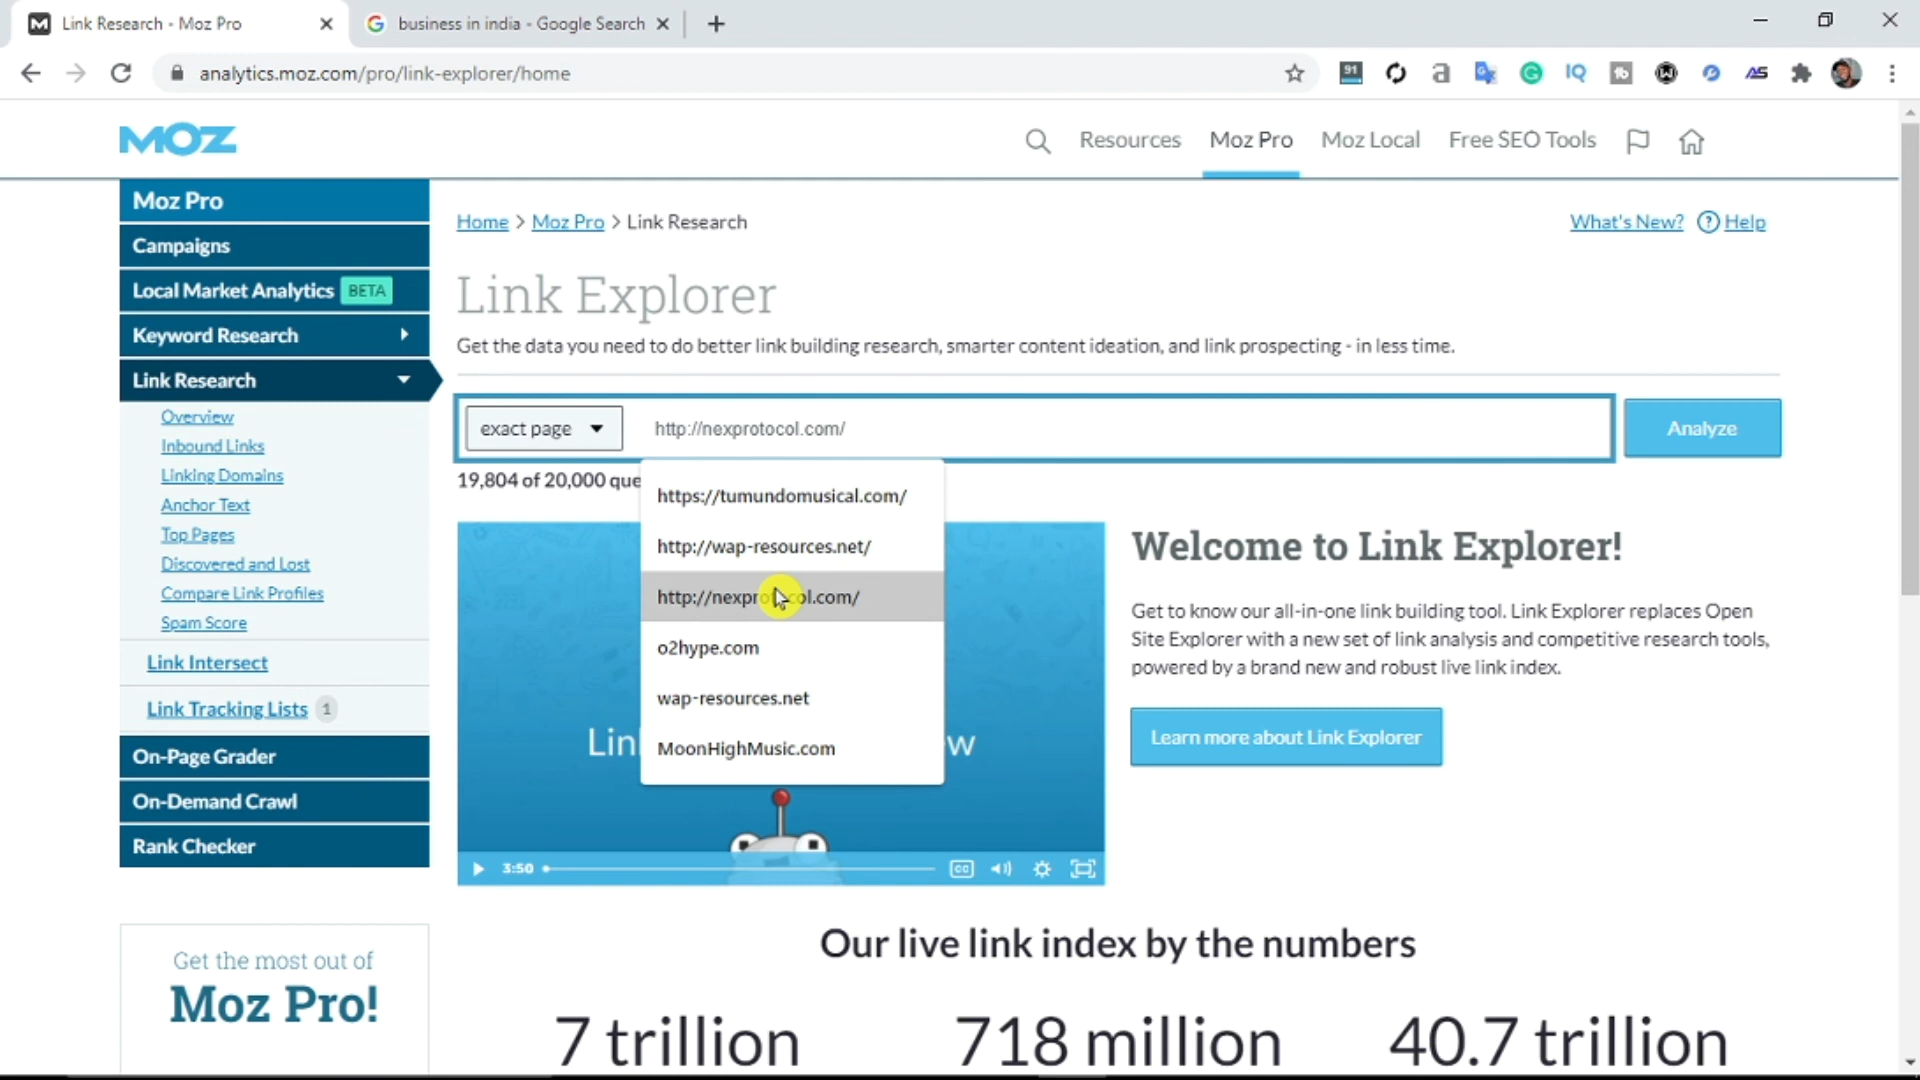 Link Research - Moz Pro
business in india - Google Search
analytics.moz.com/pro/link-explorer/home
91
MOZ
Resources
Moz Pro
Moz Local
Free SEO Tools
Moz Pro
Campaigns
Local Market Analytics BETA
Keyword Research
Link Research
Overview
Inbound Links
Linking Domains
Anchor Text
Top Pages
Discovered and Lost
Compare Link Profiles
Spam Score
Link Intersect
Link Tracking Lists 1
On-Page Grader
On-Demand Crawl
Rank Checker
Get the most out of
Moz Pro!
Home > Moz Pro > Link Research
What's New? ? Help
Link Explorer
Get the data you need to do better link building research, smarter content ideation, and link prospecting - in less time.
exact page
http://nexprotocol.com/
Analyze
19,804 of 20,000 que
https://tumundomusical.com/
http://wap-resources.net/
http://nexprotocol.com/
o2hype.com
wap-resources.net
MoonHighMusic.com
Lin
w
3:50
CC
Welcome to Link Explorer!
Get to know our all-in-one link building tool. Link Explorer replaces Open
Site Explorer with a new set of link analysis and competitive research tools,
powered by a brand new and robust live link index.
Learn more about Link Explorer
Our live link index by the numbers
7 trillion
718 million
40.7 trillion